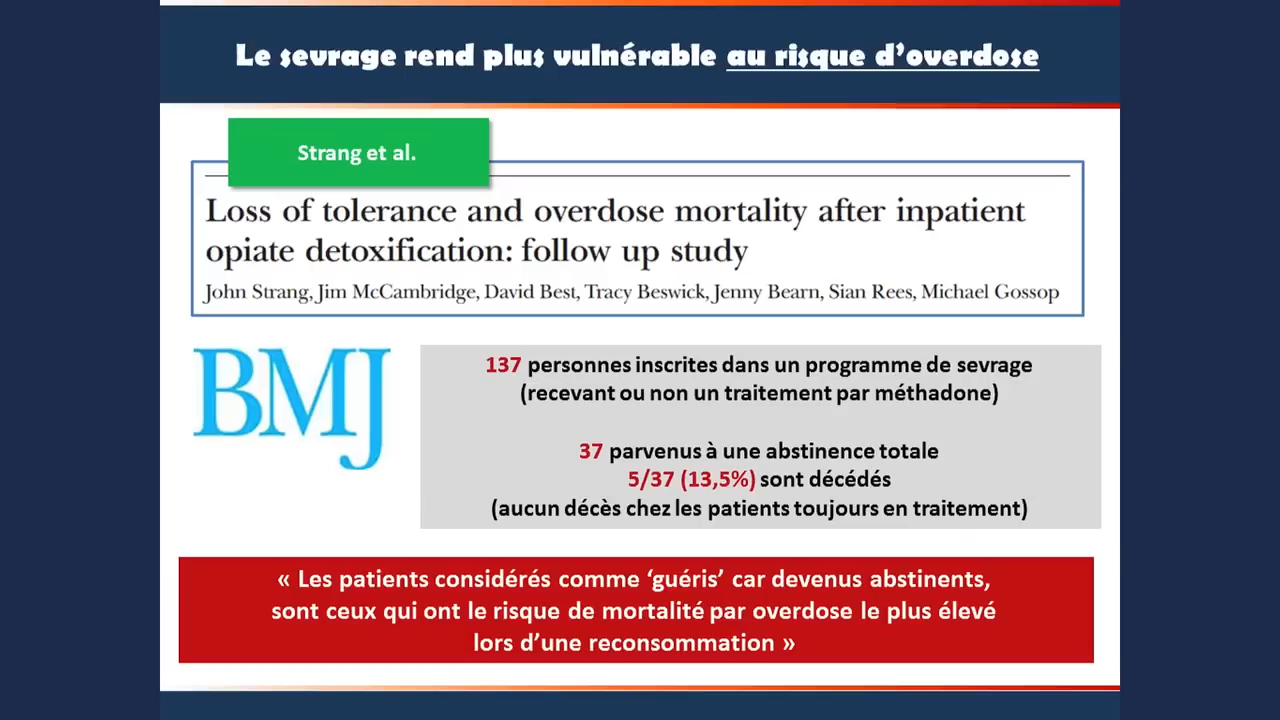 Le sevrage rend plus vulnérable au risque d'overdose
Strang et al.
Loss of tolerance and overdose mortality after inpatient
opiate detoxification: follow up study
John Strang, Jim McCambridge, David Best, Tracy Beswick, Jenny Bearn, Sian Rees, Michael Gossop
BMJ
137 personnes inscrites dans un programme de sevrage
(recevant ou non un traitement par méthadone)
37 parvenus à une abstinence totale
5/37 (13,5%) sont décédés
(aucun décès chez les patients toujours en traitement)
« Les patients considérés comme ‘guéris’ car devenus abstinents,
sont ceux qui ont le risque de mortalité par overdose le plus élevé
lors d’une reconsommation »